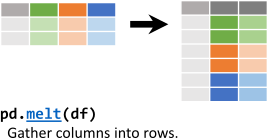 pd.melt(df)
Gather columns into rows.